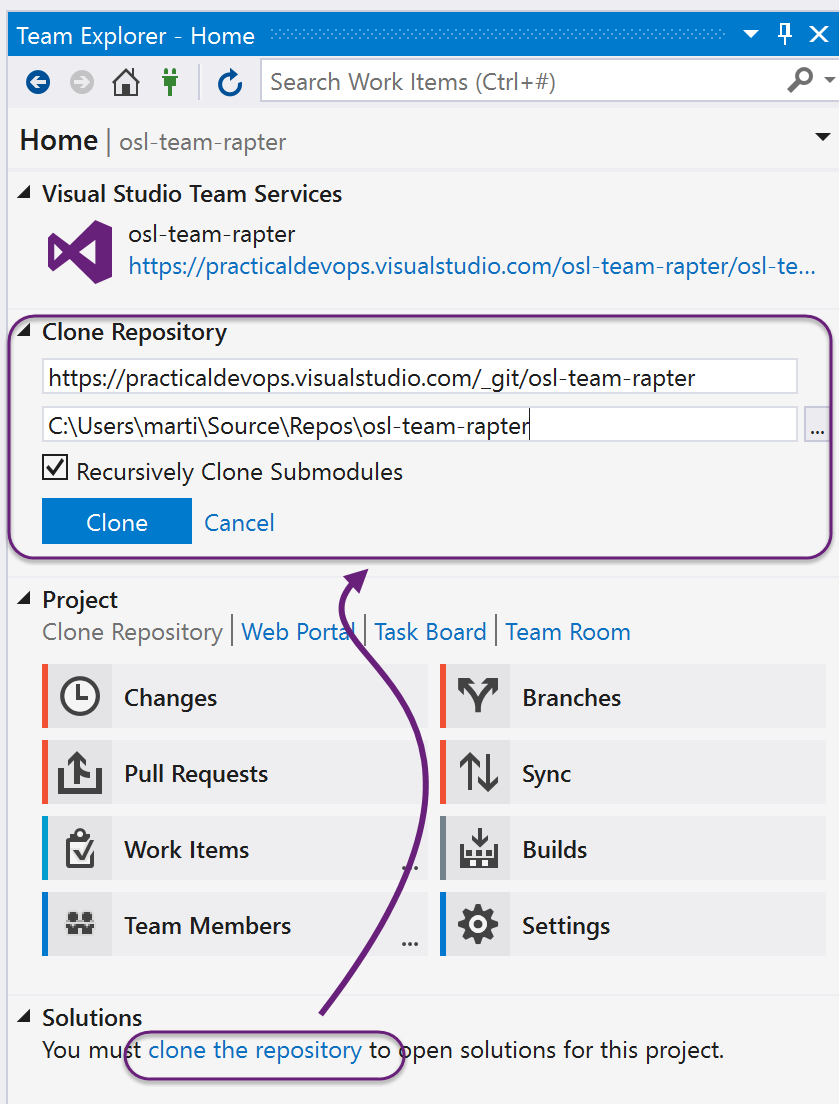 Team Explorer - Home
Search Work Items (Ctrl+#)
Home | osl-team-rapter
Visual Studio Team Services
osl-team-rapter
https://practicaldevops.visualstudio.com/osl-team-rapter/osl-te...
Clone Repository
https://practicaldevops.visualstudio.com/_git/osl-team-rapter
C:\Users\marti\Source\Repos\osl-team-rapter
...
Recursively Clone Submodules
Clone Cancel
Project
Clone Repository | Web Portal | Task Board | Team Room
Changes Branches
Pull Requests Sync
Work Items ... Builds
Team Members ... Settings
Solutions
You must clone the repository to open solutions for this project.